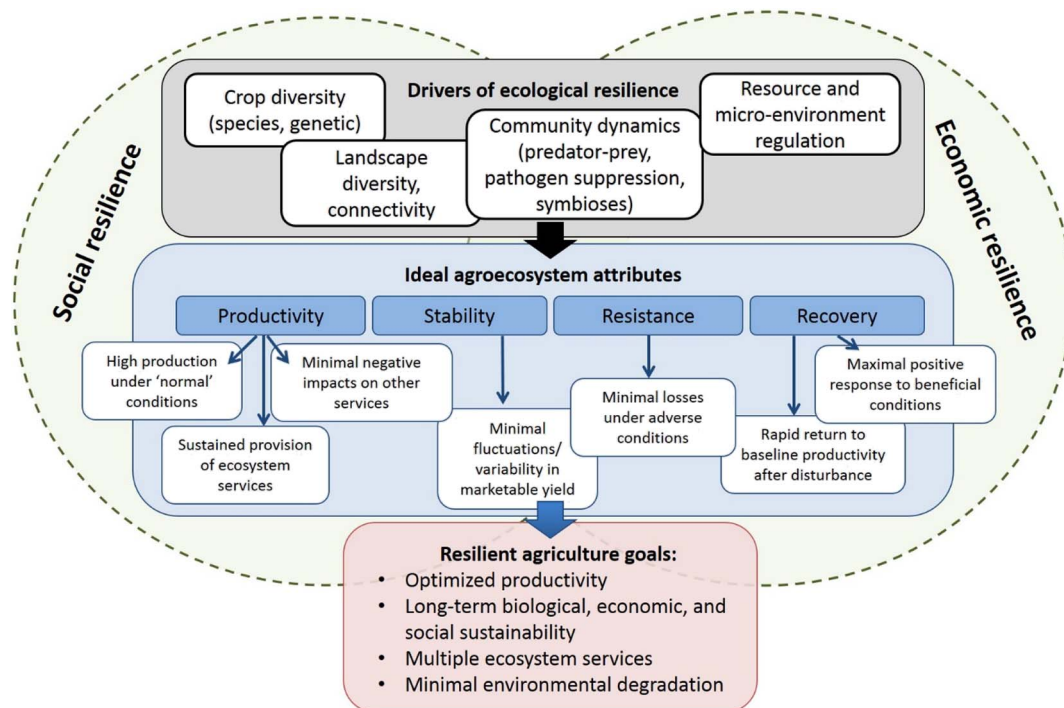 Social resilience
Economic resilience
Drivers of ecological resilience
Crop diversity
(species, genetic)
Landscape
diversity,
connectivity
Community dynamics
(predator-prey,
pathogen suppression,
symbioses)
Resource and
micro-environment
regulation
Ideal agroecosystem attributes
Productivity
Stability
Resistance
Recovery
High production
under ‘normal’
conditions
Sustained provision
of ecosystem
services
Minimal negative
impacts on other
services
Minimal
fluctuations/
variability in
marketable yield
Minimal losses
under adverse
conditions
Rapid return to
baseline productivity
after disturbance
Maximal positive
response to beneficial
conditions
Resilient agriculture goals:
• Optimized productivity
• Long-term biological, economic, and
social sustainability
• Multiple ecosystem services
• Minimal environmental degradation